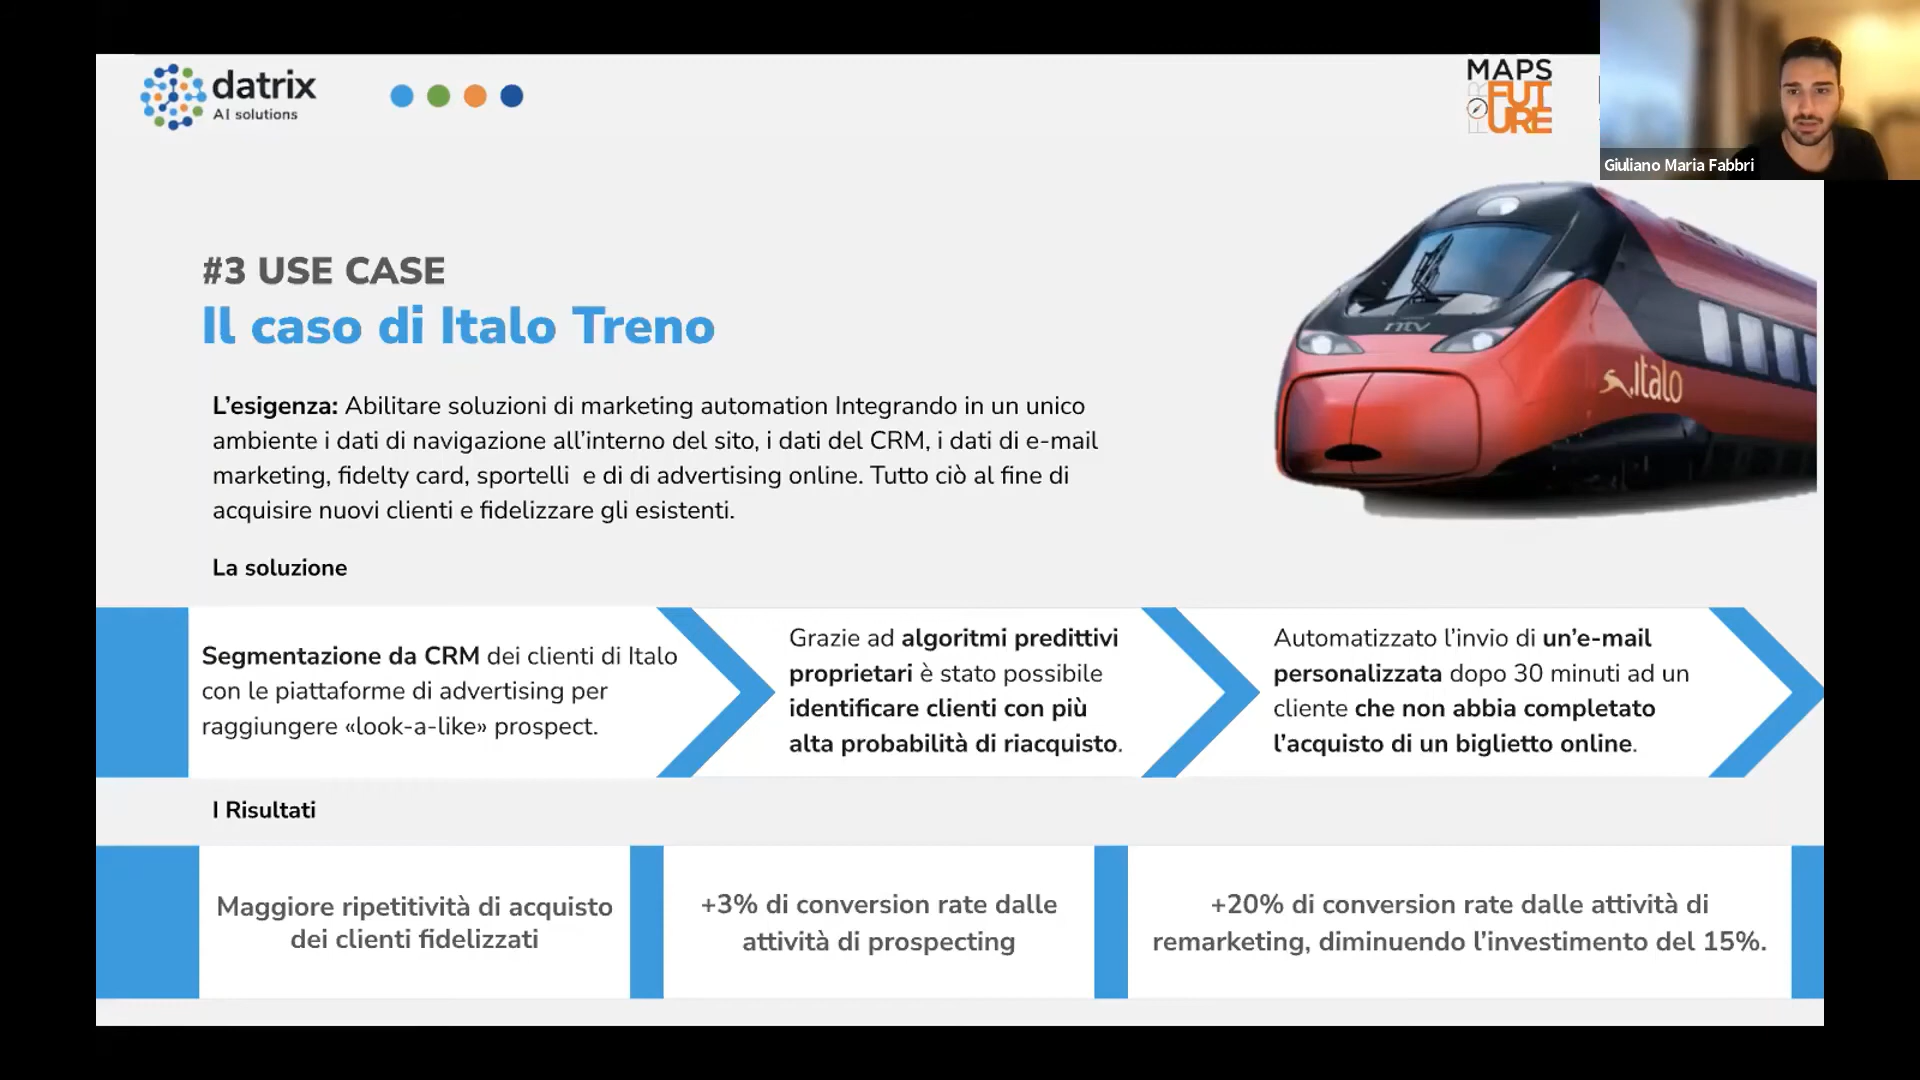 datrix
AI solutions
MAPS
FOR
FUT
URE
Giuliano Maria Fabbri
#3 USE CASE
Il caso di Italo Treno
ntv
.italo
L'esigenza: Abilitare soluzioni di marketing automation Integrando in un unico
ambiente i dati di navigazione all'interno del sito, i dati del CRM, i dati di e-mail
marketing, fidelty card, sportelli e di di advertising online. Tutto ciò al fine di
acquisire nuovi clienti e fidelizzare gli esistenti.
La soluzione
Segmentazione da CRM dei clienti di Italo
con le piattaforme di advertising per
raggiungere «look-a-like» prospect.
Grazie ad algoritmi predittivi
proprietari è stato possibile
identificare clienti con più
alta probabilità di riacquisto.
Automatizzato l'invio di un'e-mail
personalizzata dopo 30 minuti ad un
cliente che non abbia completato
l'acquisto di un biglietto online.
I Risultati
Maggiore ripetitività di acquisto
dei clienti fidelizzati
+3% di conversion rate dalle
attività di prospecting
+20% di conversion rate dalle attività di
remarketing, diminuendo l'investimento del 15%.